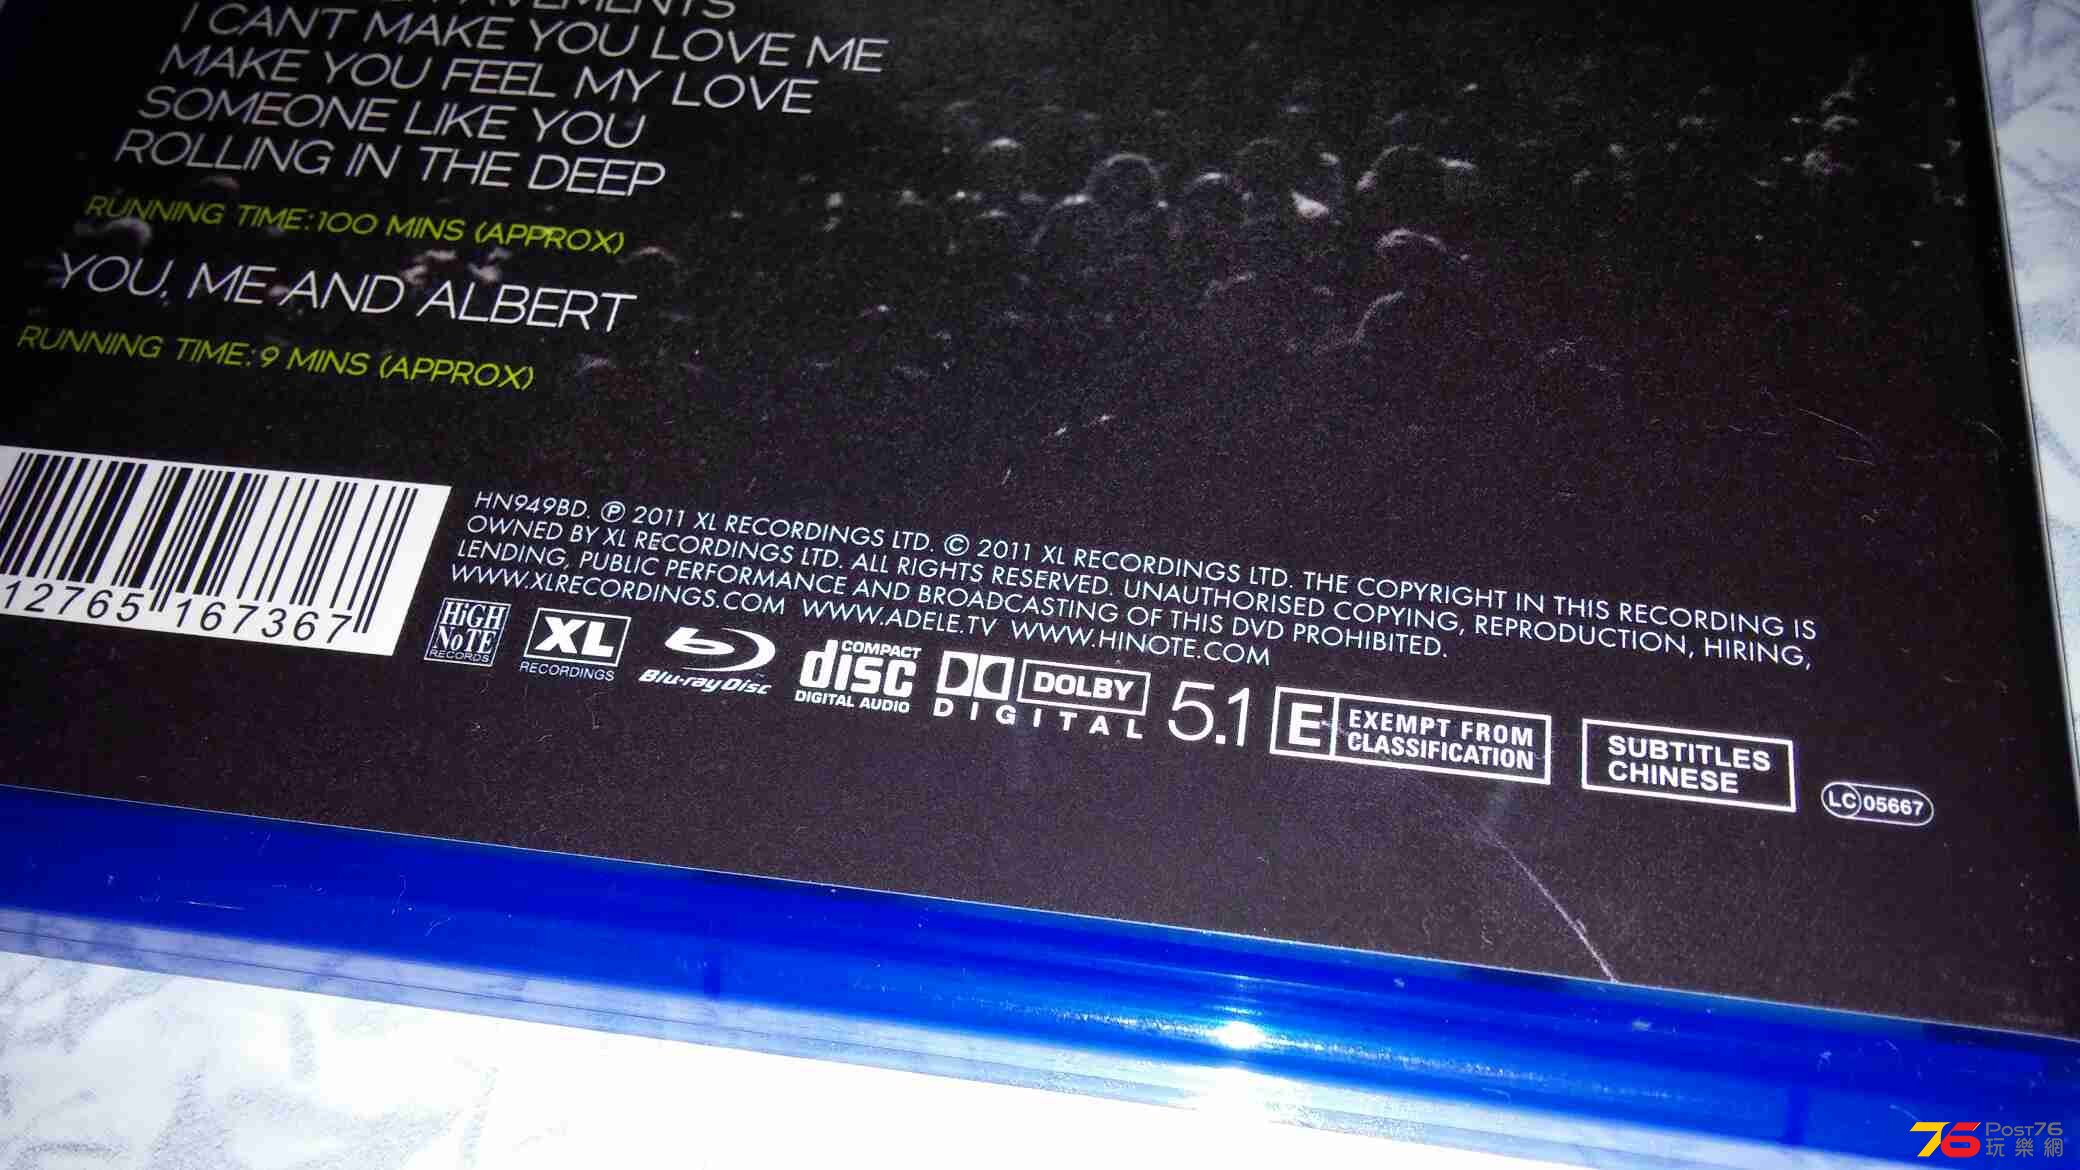 I CANT MAKE YOU LOVE ME
MAKE YOU FEEL MY LOVE
SOMEONE LIKE YOU
ROLLING IN THE DEEP
RUNNING TIME: 100 MINS (APPROX)
YOU, ME AND ALBERT
RUNNING TIME: 9 MINS (APPROX)
12765 167367
HN949BD. ℗ 2011 XL RECORDINGS LTD. © 2011 XL RECORDINGS LTD. THE COPYRIGHT IN THIS RECORDING IS
OWNED BY XL RECORDINGS LTD. ALL RIGHTS RESERVED. UNAUTHORISED COPYING, REPRODUCTION, HIRING,
LENDING, PUBLIC PERFORMANCE AND BROADCASTING OF THIS DVD PROHIBITED.
WWW.XLRECORDINGS.COM WWW.ADELE.TV WWW.HINOTE.COM
HiGH
NoTE
RECORDS
XL
RECORDINGS
Blu-ray Disc
COMPACT
disc
DIGITAL AUDIO
DOLBY
DIGITAL
5.1
E
EXEMPT FROM
CLASSIFICATION
SUBTITLES
CHINESE
LC 05667
76 Post76
玩樂網